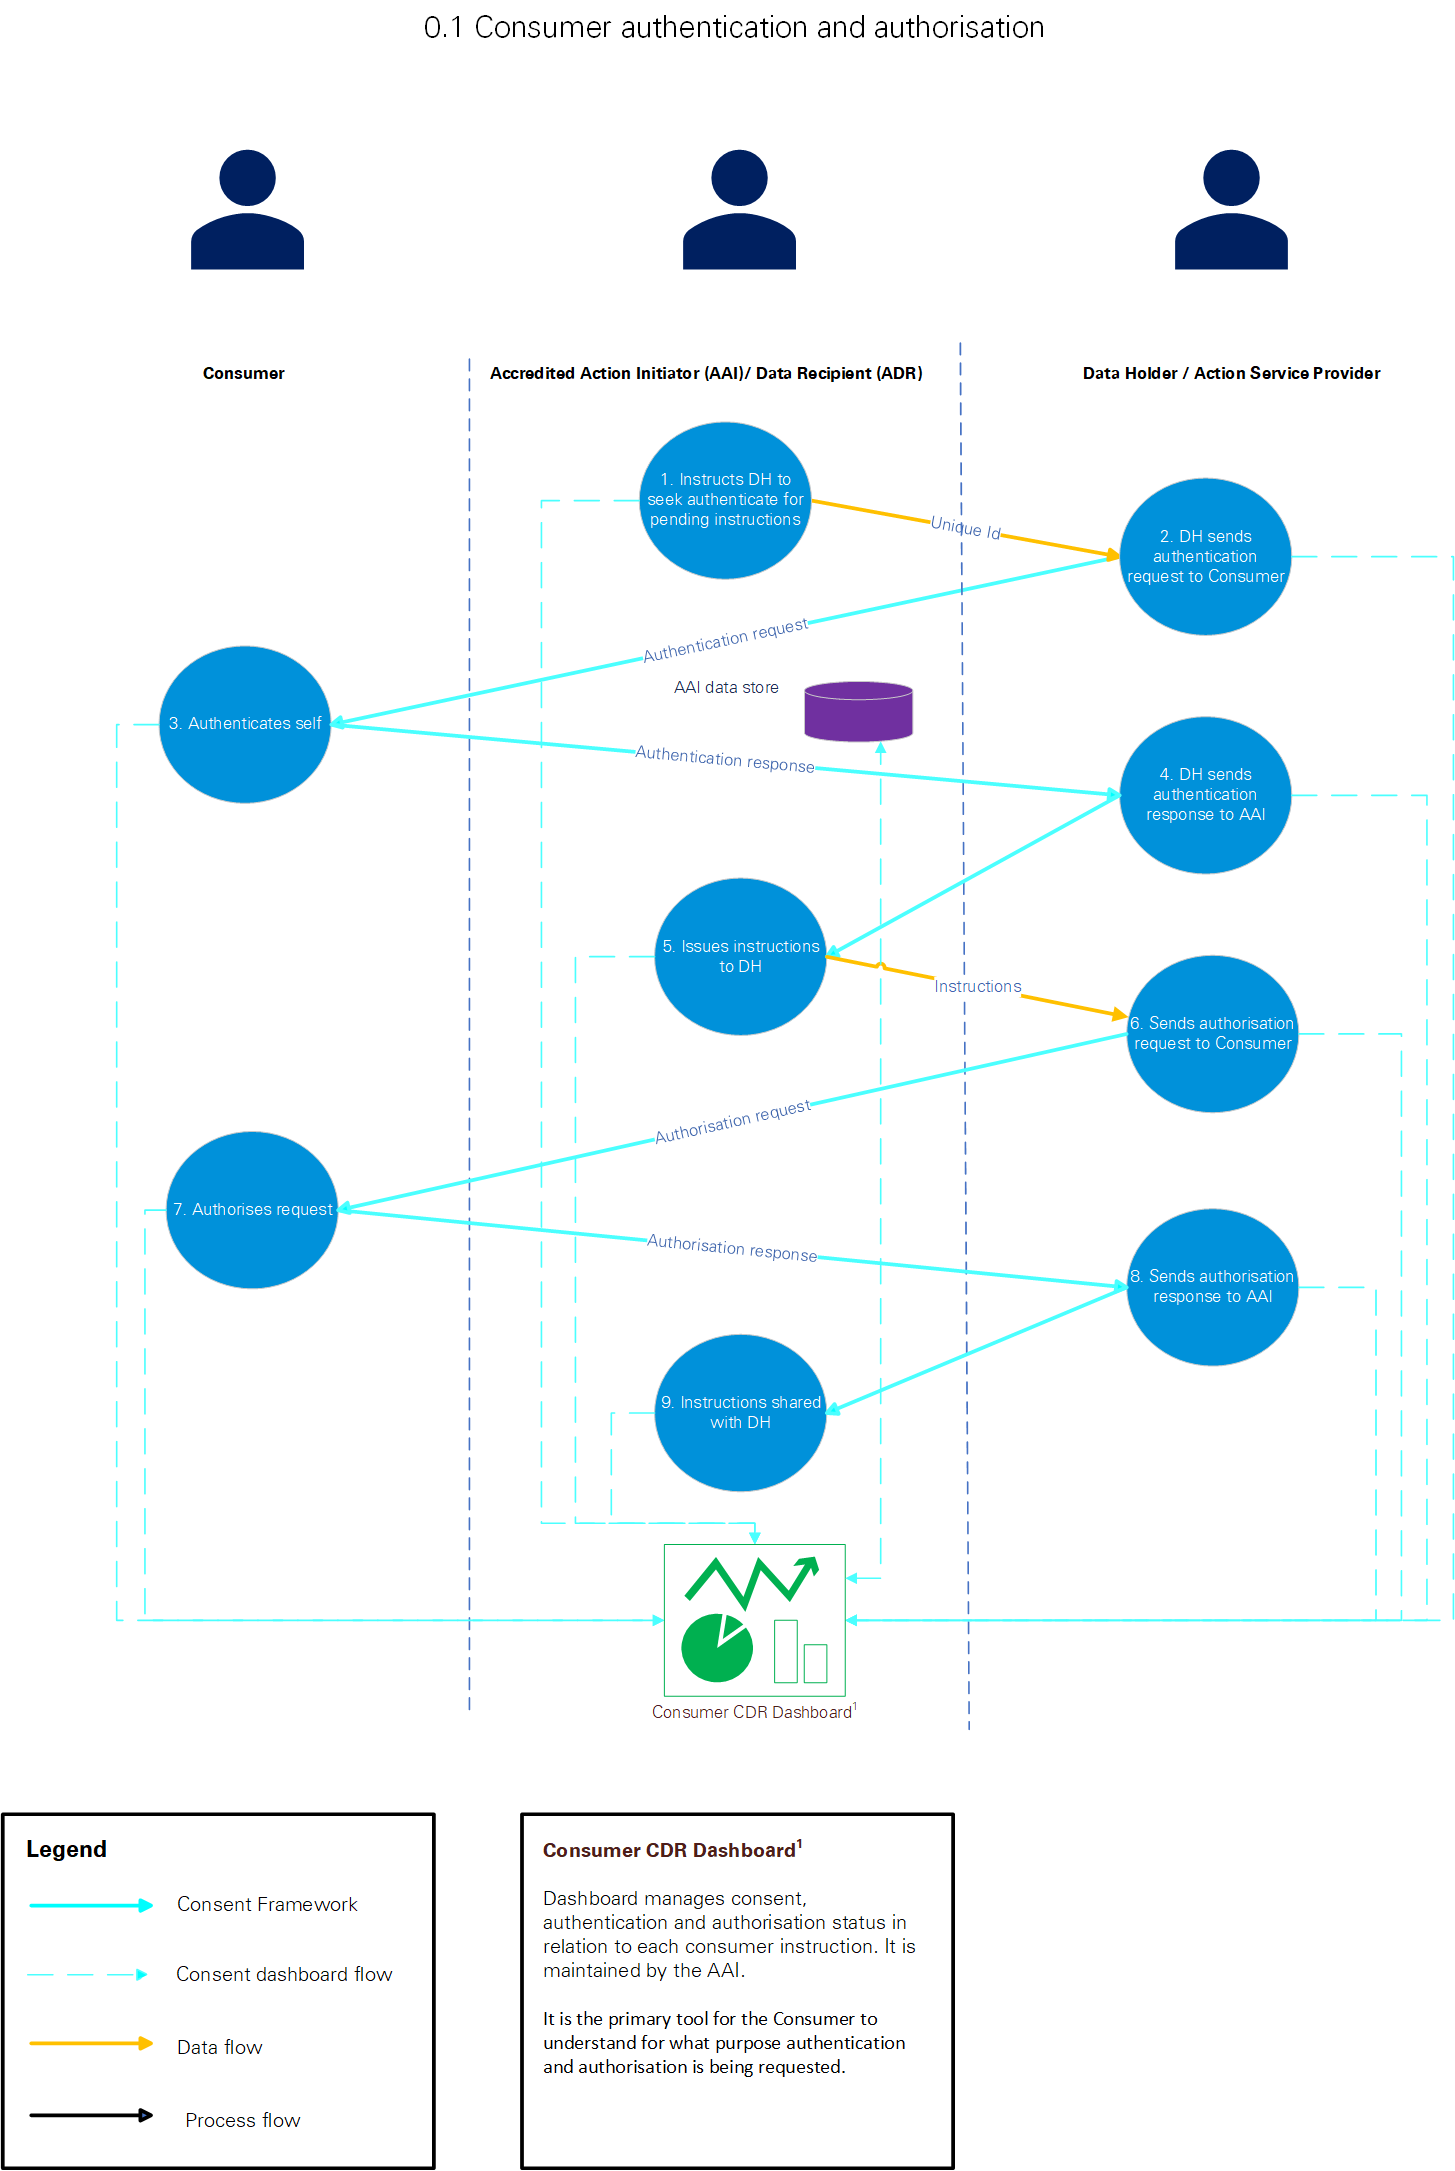 0.1 Consumer authentication and authorisation
Consumer
Accredited Action Initiator (AAI)/ Data Recipient (ADR)
Data Holder / Action Service Provider
1. Instructs DH to
seek authenticate for
pending instructions
Unique Id
2. DH sends
authentication
request to Consumer
Authentication request
AAI data store
3. Authenticates self
Authentication response
4. DH sends
authentication
response to AAI
5. Issues instructions
to DH
Instructions
6. Sends authorisation
request to Consumer
Authorisation request
7. Authorises request
Authorisation response
8. Sends authorisation
response to AAI
9. Instructions shared
with DH
Consumer CDR Dashboard¹
Legend
Consent Framework
Consent dashboard flow
Data flow
Process flow
Consumer CDR Dashboard¹
Dashboard manages consent,
authentication and authorisation status in
relation to each consumer instruction. It is
maintained by the AAI.
It is the primary tool for the Consumer to
understand for what purpose authentication
and authorisation is being requested.